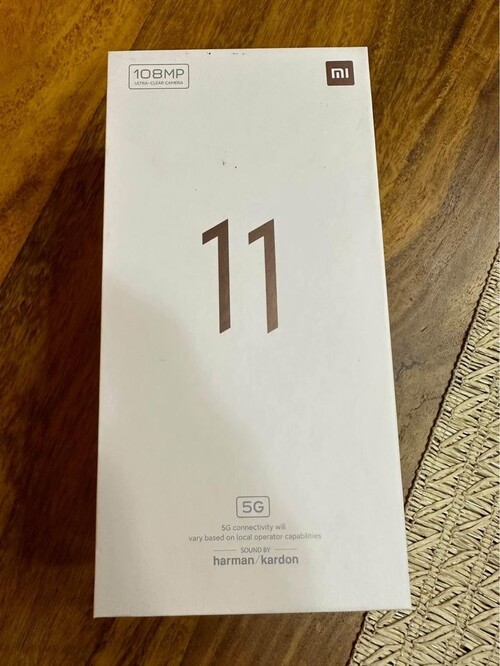 108MP
ULTRA-CLEAR CAMERA
mi
11
5G
5G connectivity will
vary based on local operator capabilities
SOUND BY
harman/kardon